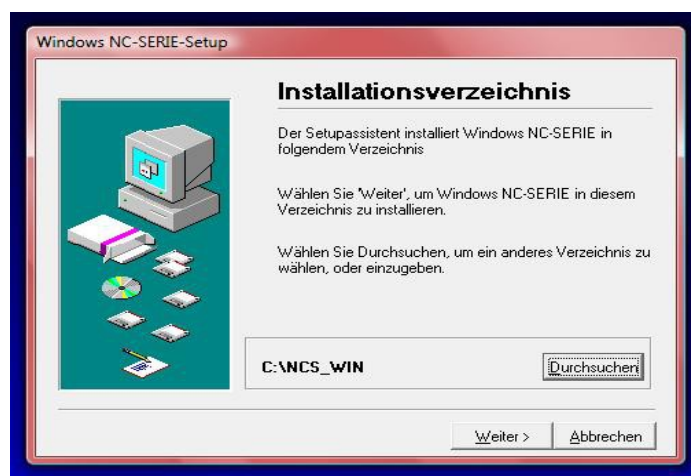 Windows NC-SERIE-Setup
Installationsverzeichnis
Der Setupassistent installiert Windows NC-SERIE in
folgendem Verzeichnis
Wählen Sie 'Weiter', um Windows NC-SERIE in diesem
Verzeichnis zu installieren.
Wählen Sie Durchsuchen, um ein anderes Verzeichnis zu
wählen, oder einzugeben.
C:\NCS_WIN
Durchsuchen
Weiter >
Abbrechen